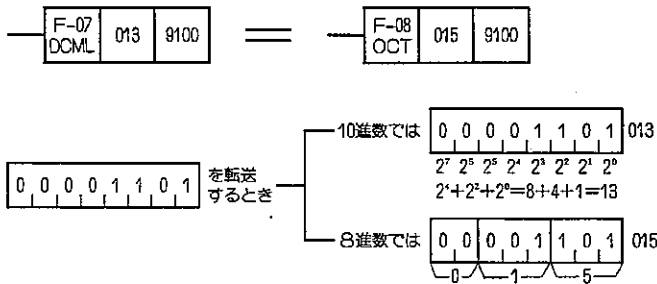 F-07 DCML 013 9100 = F-08 OCT 015 9100
10進数では 0 0 0 0 1 1 0 1 013
2⁷ 2⁵ 2⁵ 2⁴ 2³ 2² 2¹ 2⁰
2⁴+2²+2⁰=8+4+1=13
0 0 0 0 1 1 0 1 を転送するとき
8進数では 0 0 0 0 1 1 0 1 015
0 1 5